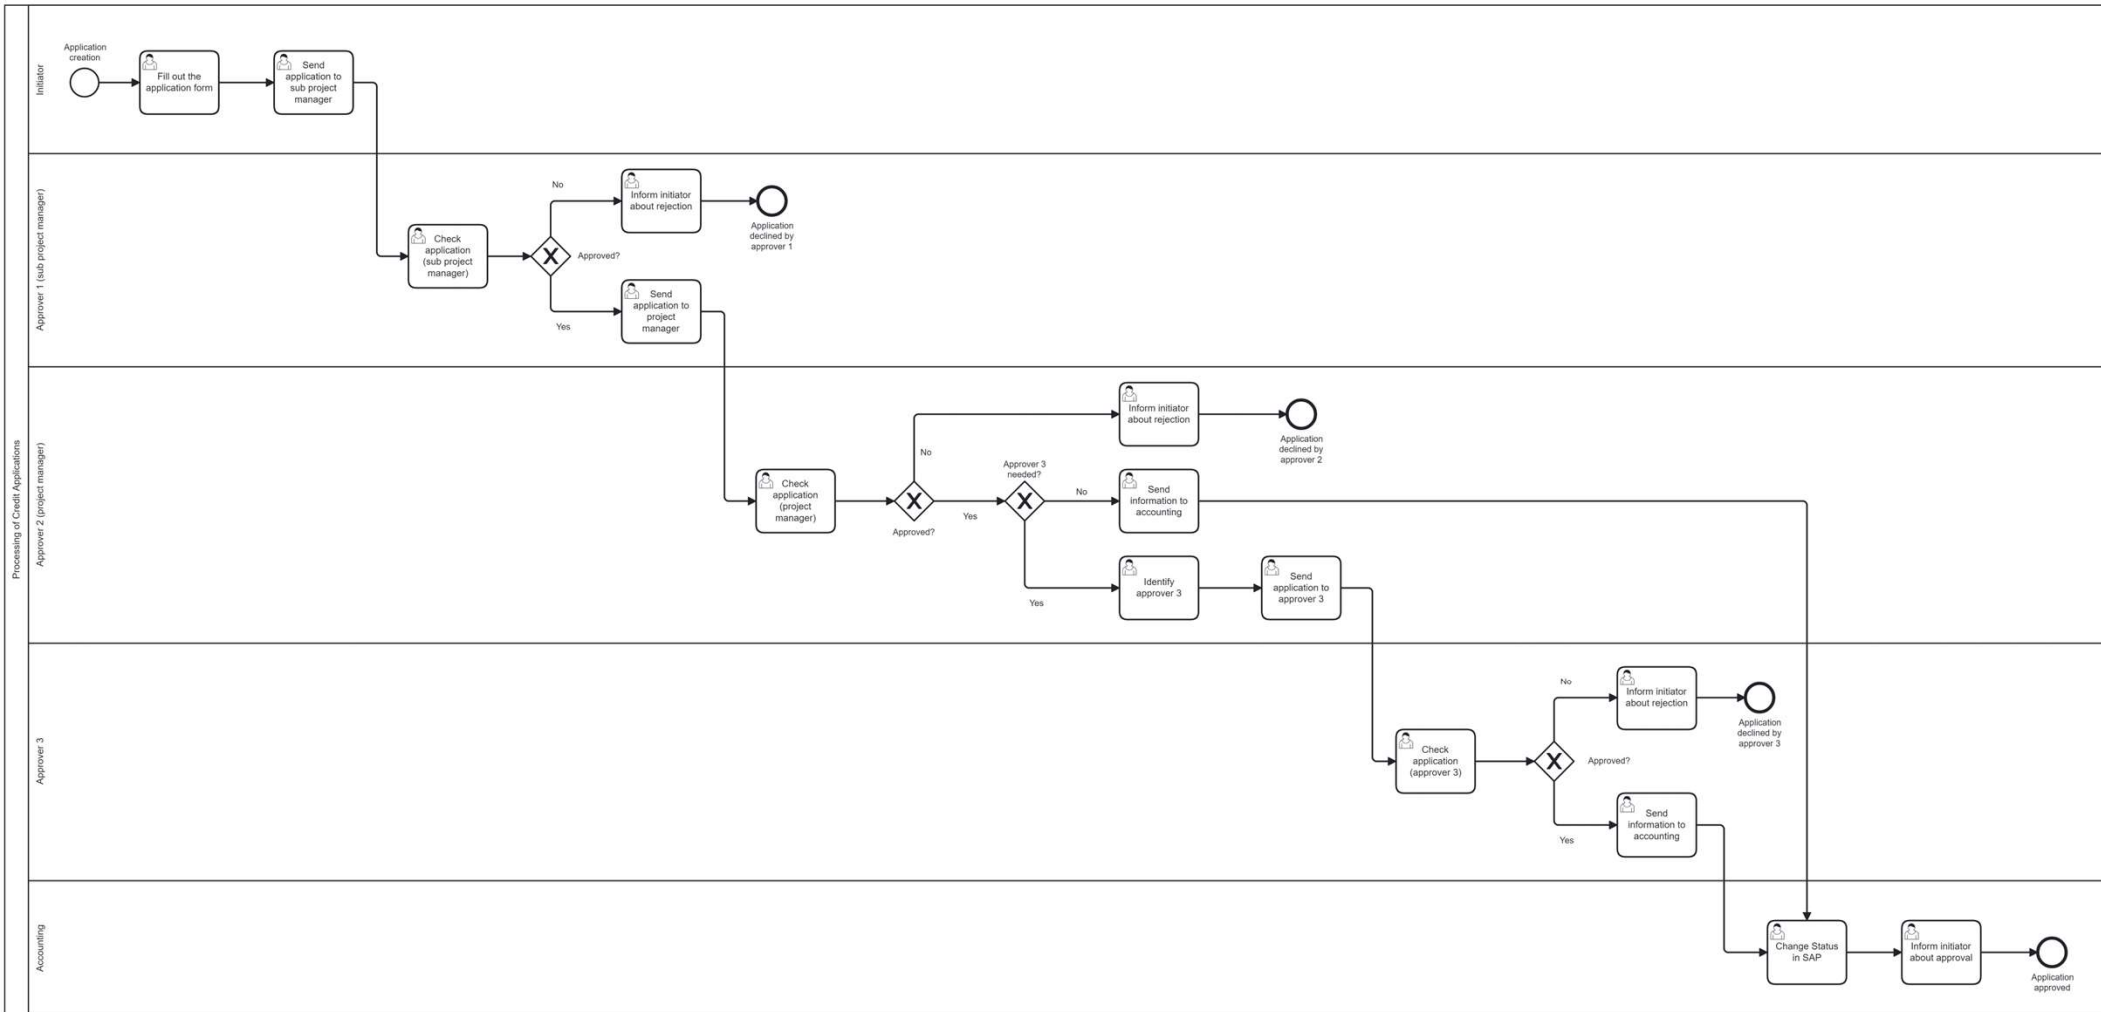 Processing of Credit Applications
Initiator
Application
creation
Fill out the
application form
Send
application to
sub project
manager
Approver 1 (sub project manager)
Check
application
(sub project
manager)
Approved?
No
Inform initiator
about rejection
Application
declined by
approver 1
Yes
Send
application to
project
manager
Approver 2 (project manager)
Check
application
(project
manager)
Approved?
No
Inform initiator
about rejection
Application
declined by
approver 2
Yes
Approver 3
needed?
No
Send
information to
accounting
Yes
Identify
approver 3
Send
application to
approver 3
Approver 3
Check
application
(approver 3)
Approved?
No
Inform initiator
about rejection
Application
declined by
approver 3
Yes
Send
information to
accounting
Accounting
Change Status
in SAP
Inform initiator
about approval
Application
approved